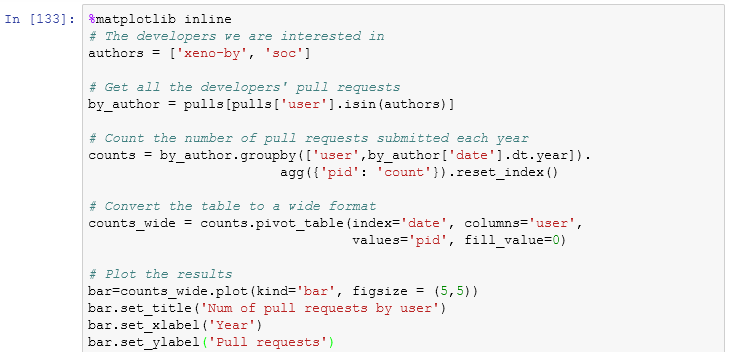 In [133]: %matplotlib inline
# The developers we are interested in
authors = ['xeno-by', 'soc']

# Get all the developers' pull requests
by_author = pulls[pulls['user'].isin(authors)]

# Count the number of pull requests submitted each year
counts = by_author.groupby(['user',by_author['date'].dt.year]).
                        agg({'pid': 'count'}).reset_index()

# Convert the table to a wide format
counts_wide = counts.pivot_table(index='date', columns='user',
                                 values='pid', fill_value=0)

# Plot the results
bar=counts_wide.plot(kind='bar', figsize = (5,5))
bar.set_title('Num of pull requests by user')
bar.set_xlabel('Year')
bar.set_ylabel('Pull requests')